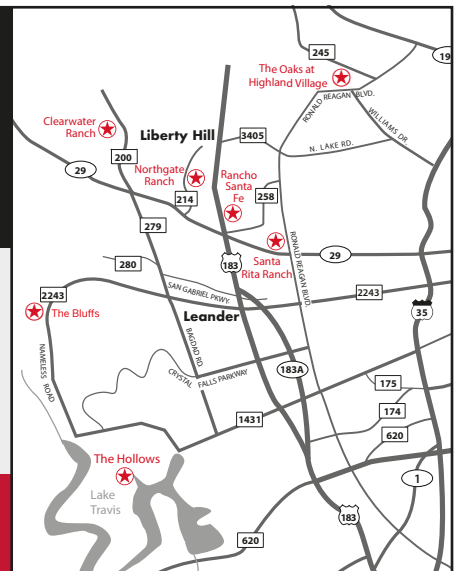 245
19
The Oaks at
Highland Village
RONALD REAGAN BLVD.
WILLIAMS DR.
Clearwater
Ranch
Liberty Hill
3405
N. LAKE RD.
200
29
Northgate
Ranch
Rancho
Santa
Fe
214
258
279
280
183
Santa
Rita Ranch
RONALD REAGAN BLVD.
29
2243
SAN GABRIEL PKWY.
2243
The Bluffs
Leander
35
NAMELESS ROAD
BAGDAD RD.
CRYSTAL FALLS PARKWAY
183A
175
174
1431
620
The Hollows
Lake
Travis
1
183
620